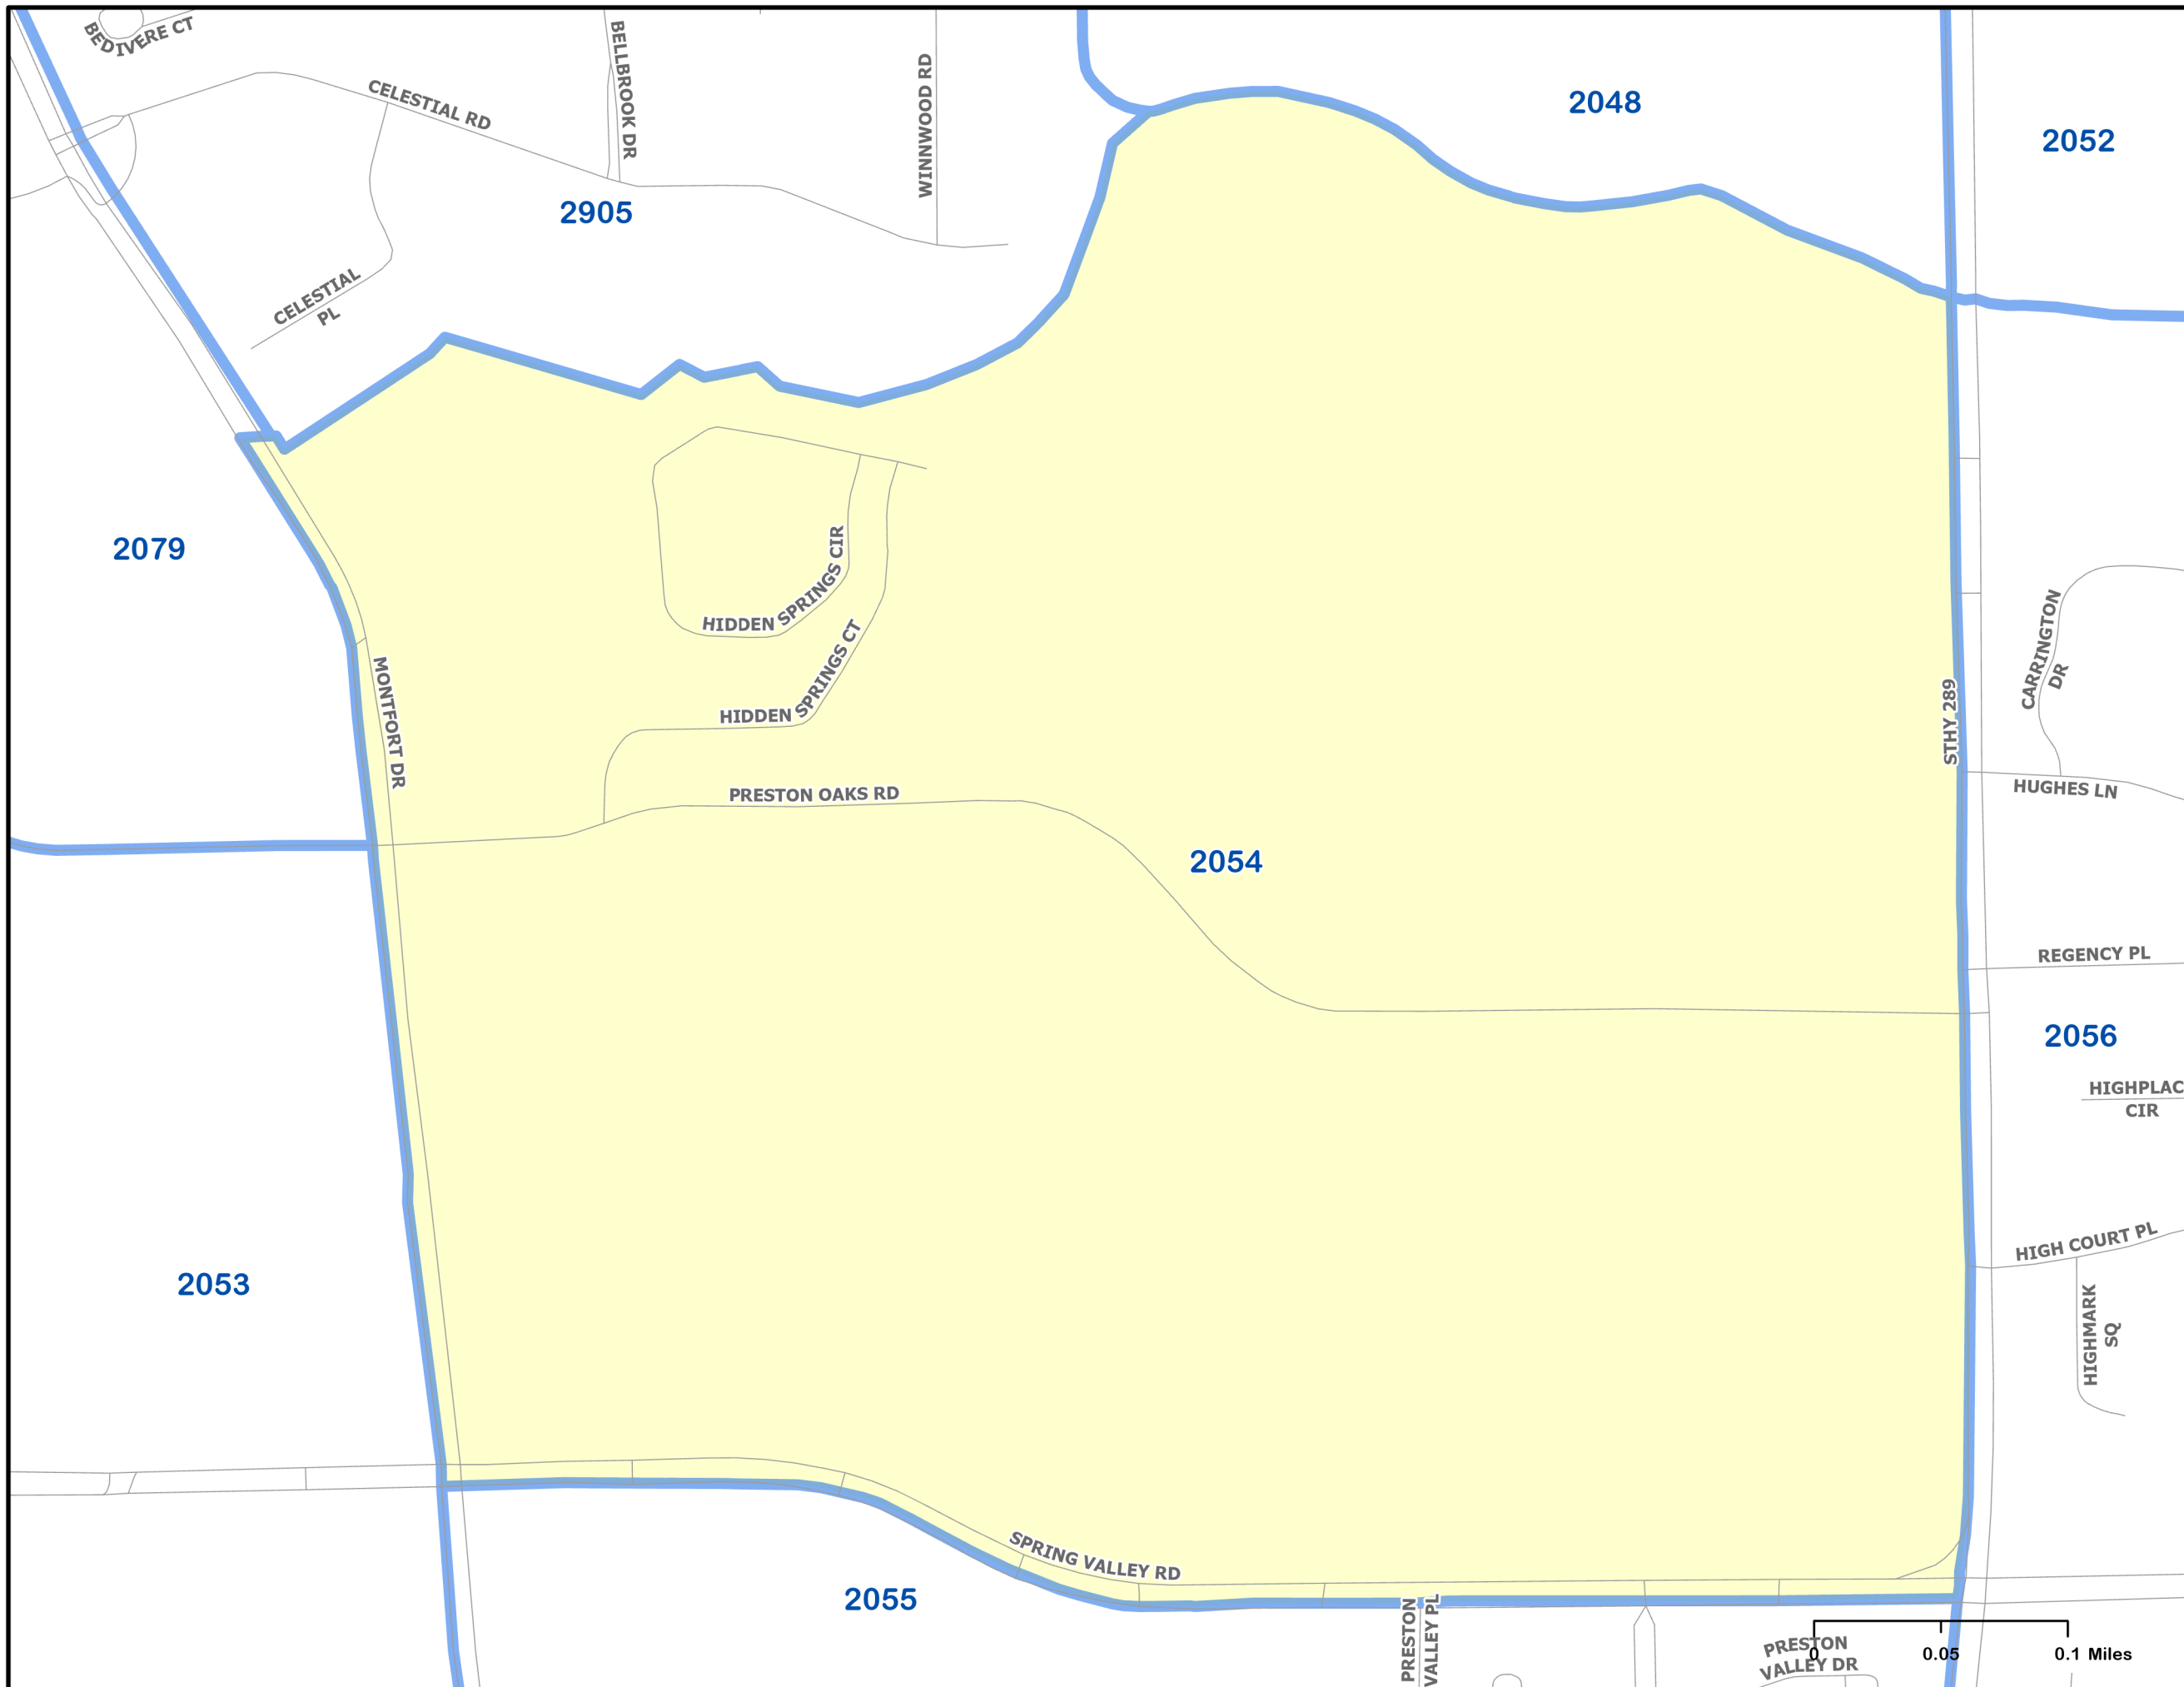 BEDIVERE CT
BELLBROOK DR
CELESTIAL RD
WINNWOOD RD
2048
2052
2905
CELESTIAL
PL
2079
HIDDEN SPRINGS CIR
HIDDEN SPRINGS CT
MONTFORT DR
CARRINGTON
DR
STHY 289
PRESTON OAKS RD
HUGHES LN
2054
REGENCY PL
2056
HIGHPLAC
CIR
HIGH COURT PL
2053
HIGHMARK
SQ
SPRING VALLEY RD
2055
PRESTON
VALLEY PL
PRESTON
VALLEY DR
0 0.05 0.1 Miles